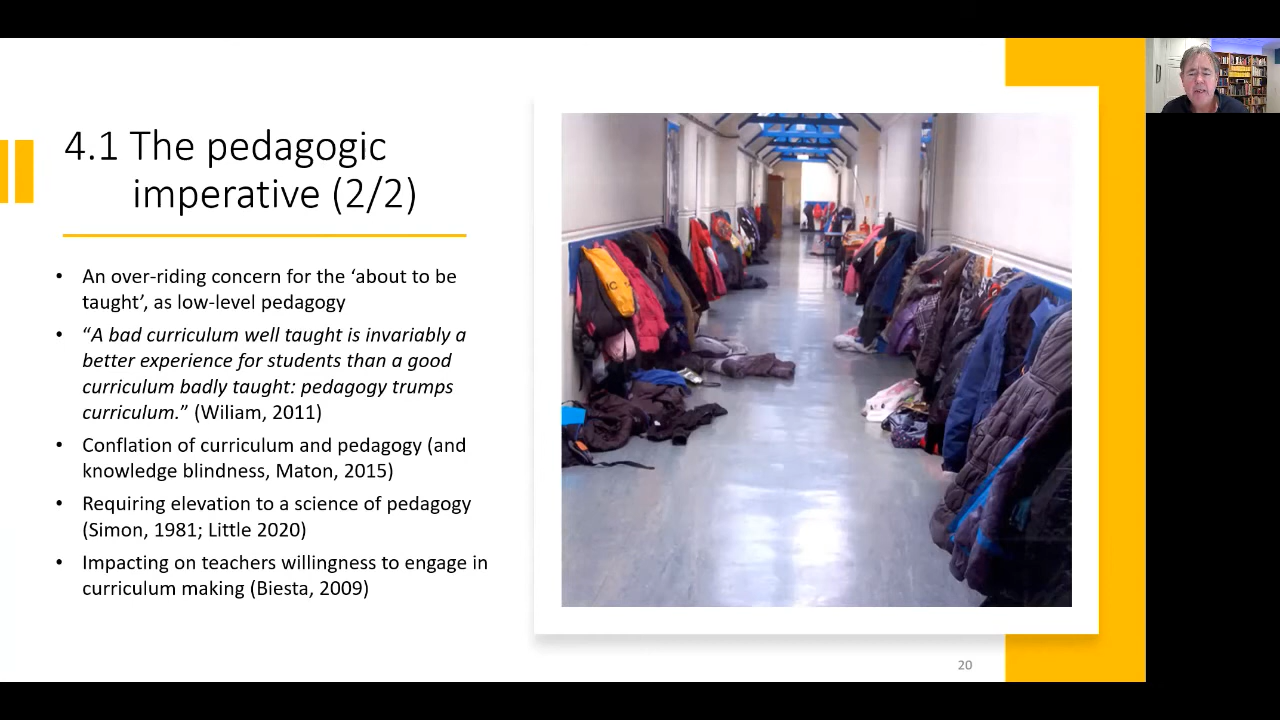 4.1 The pedagogic
imperative (2/2)
• An over-riding concern for the ‘about to be
taught’, as low-level pedagogy
• “A bad curriculum well taught is invariably a
better experience for students than a good
curriculum badly taught: pedagogy trumps
curriculum.” (Wiliam, 2011)
• Conflation of curriculum and pedagogy (and
knowledge blindness, Maton, 2015)
• Requiring elevation to a science of pedagogy
(Simon, 1981; Little 2020)
• Impacting on teachers willingness to engage in
curriculum making (Biesta, 2009)
20